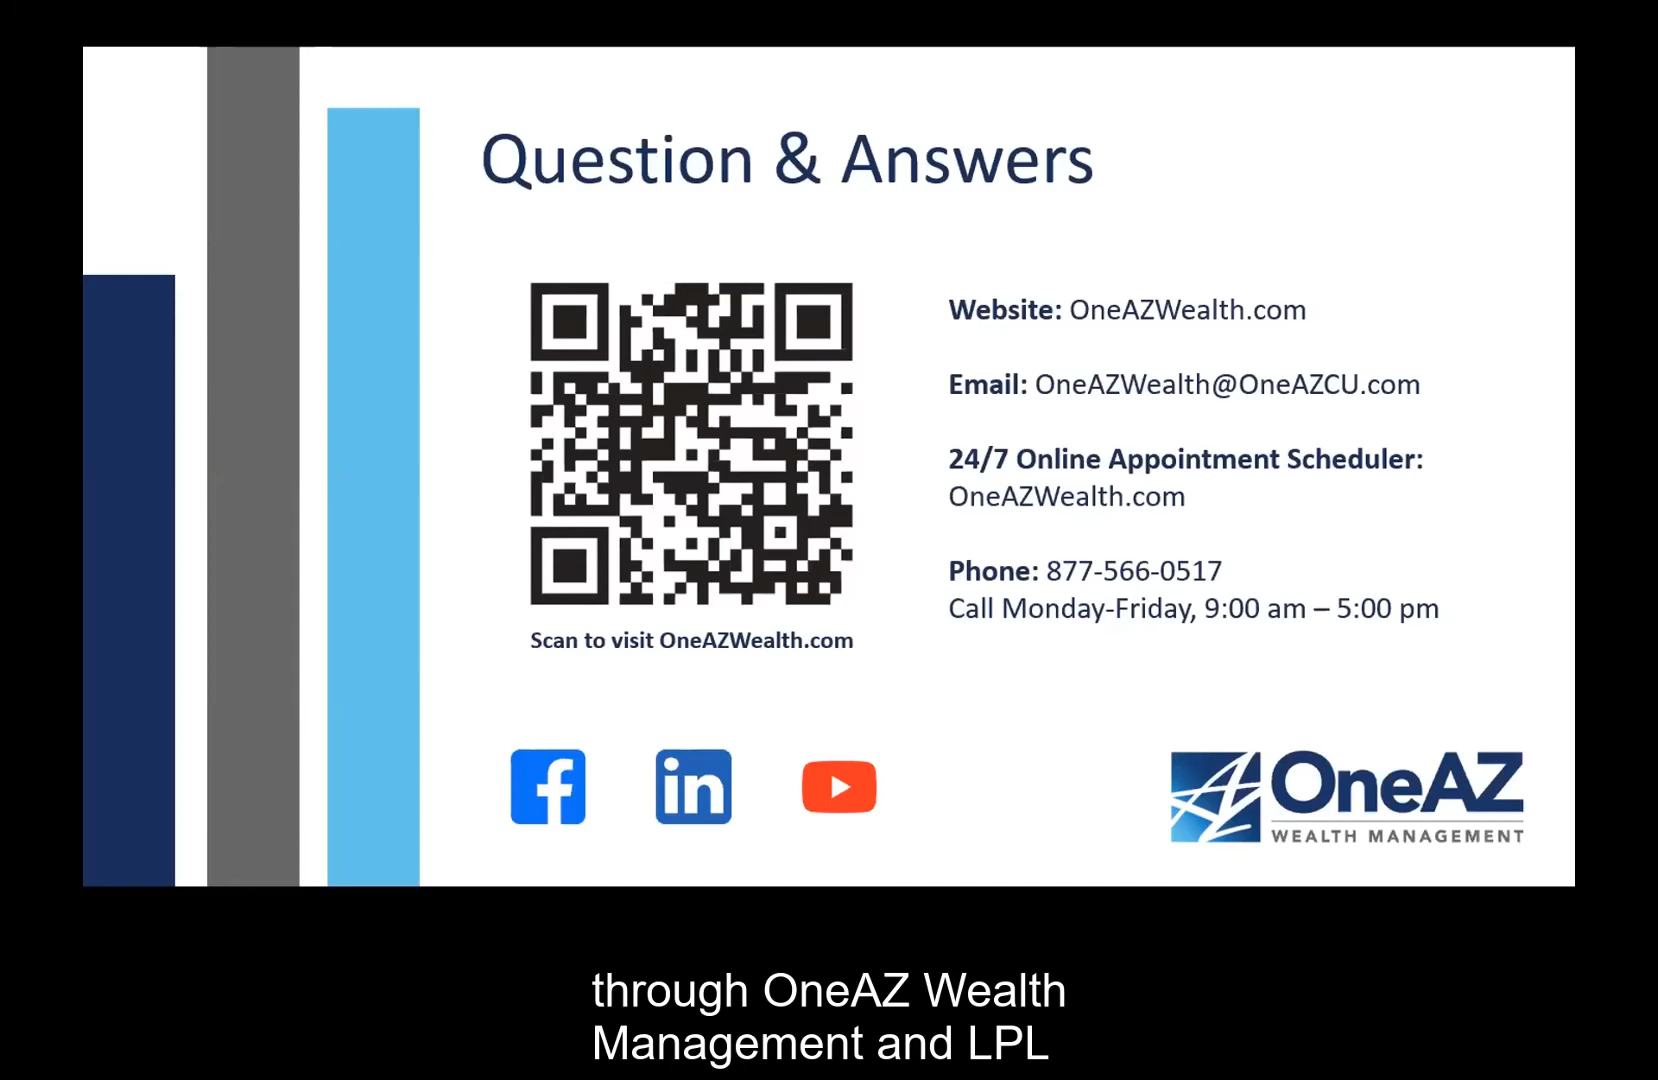 Question & Answers
Website: OneAZWealth.com
Email: OneAZWealth@OneAZCU.com
24/7 Online Appointment Scheduler:
OneAZWealth.com
Phone: 877-566-0517
Call Monday-Friday, 9:00 am – 5:00 pm
Scan to visit OneAZWealth.com
f
in
OneAZ
WEALTH MANAGEMENT
through OneAZ Wealth
Management and LPL